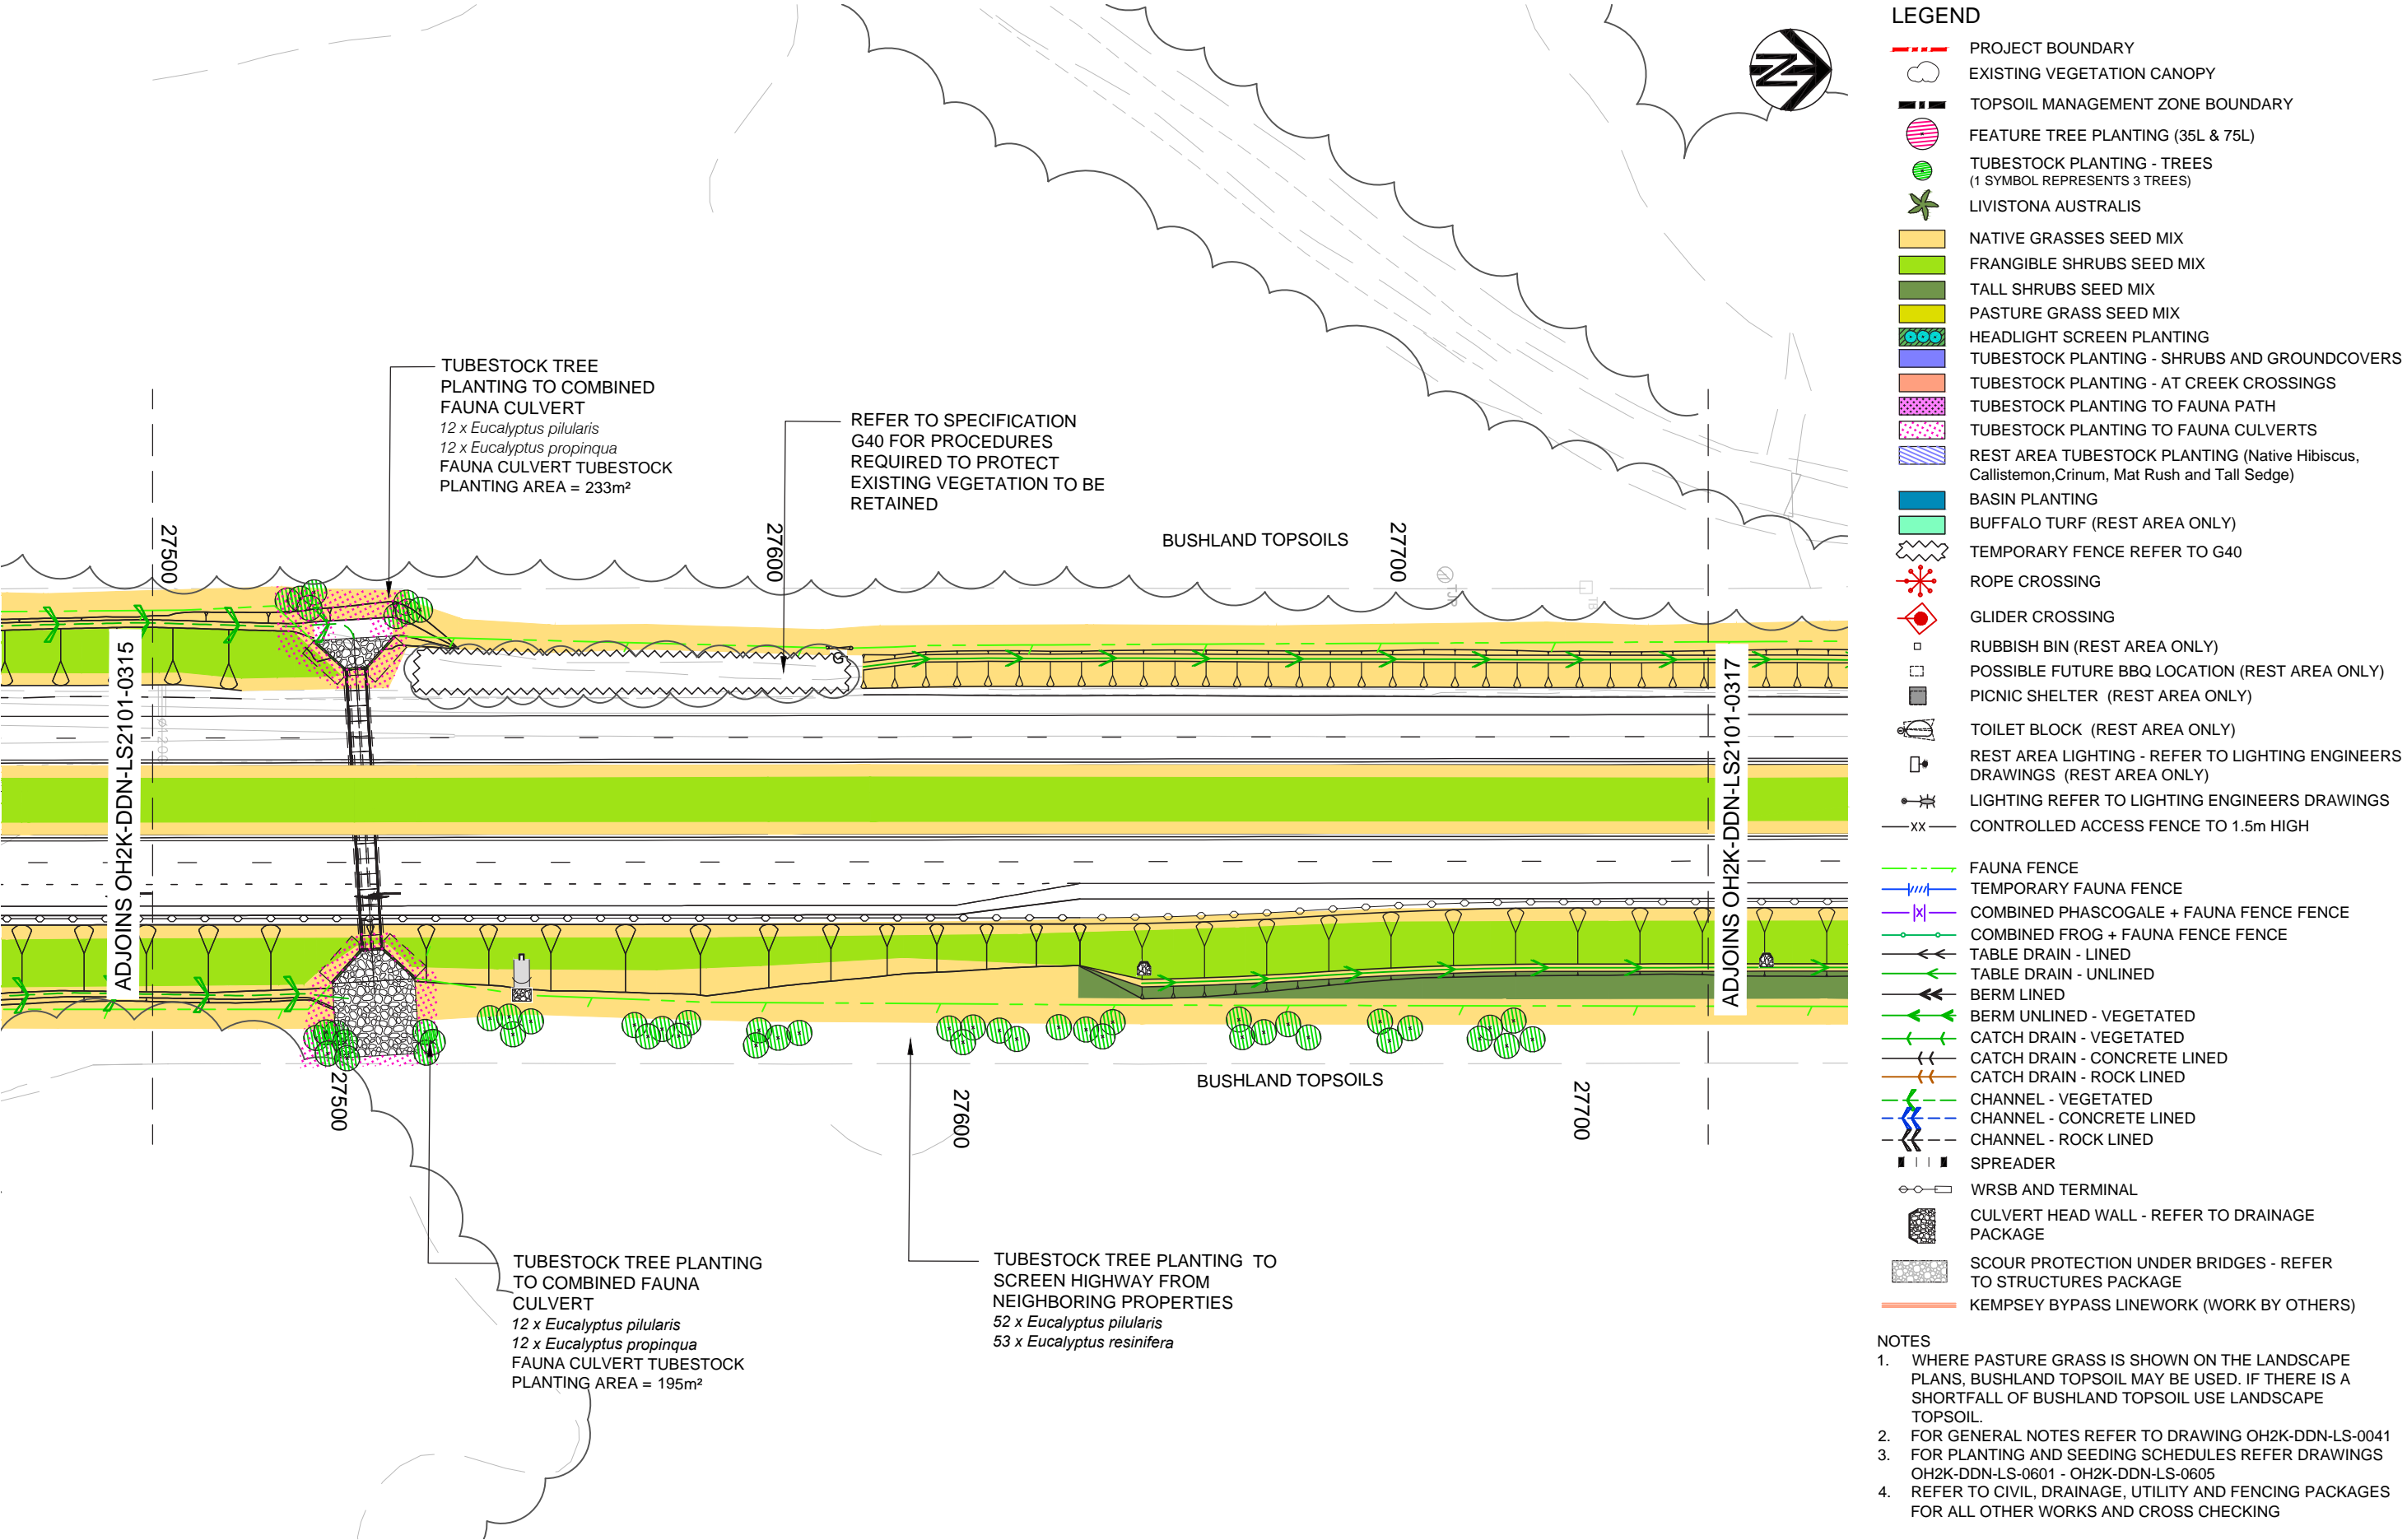 TUBESTOCK TREE
PLANTING TO COMBINED
FAUNA CULVERT
12 x Eucalyptus pilularis
12 x Eucalyptus propinqua
FAUNA CULVERT TUBESTOCK
PLANTING AREA = 233m²
REFER TO SPECIFICATION
G40 FOR PROCEDURES
REQUIRED TO PROTECT
EXISTING VEGETATION TO BE
RETAINED
27500
27600
27700
BUSHLAND TOPSOILS
ADJOINS OH2K-DDN-LS2101-0315
ADJOINS OH2K-DDN-LS2101-0317
27500
27600
27700
BUSHLAND TOPSOILS
TUBESTOCK TREE PLANTING
TO COMBINED FAUNA
CULVERT
12 x Eucalyptus pilularis
12 x Eucalyptus propinqua
FAUNA CULVERT TUBESTOCK
PLANTING AREA = 195m²
TUBESTOCK TREE PLANTING TO
SCREEN HIGHWAY FROM
NEIGHBORING PROPERTIES
52 x Eucalyptus pilularis
53 x Eucalyptus resinifera
N
LEGEND
PROJECT BOUNDARY
EXISTING VEGETATION CANOPY
TOPSOIL MANAGEMENT ZONE BOUNDARY
FEATURE TREE PLANTING (35L & 75L)
TUBESTOCK PLANTING - TREES
(1 SYMBOL REPRESENTS 3 TREES)
LIVISTONA AUSTRALIS
NATIVE GRASSES SEED MIX
FRANGIBLE SHRUBS SEED MIX
TALL SHRUBS SEED MIX
PASTURE GRASS SEED MIX
HEADLIGHT SCREEN PLANTING
TUBESTOCK PLANTING - SHRUBS AND GROUNDCOVERS
TUBESTOCK PLANTING - AT CREEK CROSSINGS
TUBESTOCK PLANTING TO FAUNA PATH
TUBESTOCK PLANTING TO FAUNA CULVERTS
REST AREA TUBESTOCK PLANTING (Native Hibiscus,
Callistemon,Crinum, Mat Rush and Tall Sedge)
BASIN PLANTING
BUFFALO TURF (REST AREA ONLY)
TEMPORARY FENCE REFER TO G40
ROPE CROSSING
GLIDER CROSSING
RUBBISH BIN (REST AREA ONLY)
POSSIBLE FUTURE BBQ LOCATION (REST AREA ONLY)
PICNIC SHELTER (REST AREA ONLY)
TOILET BLOCK (REST AREA ONLY)
REST AREA LIGHTING - REFER TO LIGHTING ENGINEERS
DRAWINGS (REST AREA ONLY)
LIGHTING REFER TO LIGHTING ENGINEERS DRAWINGS
XX CONTROLLED ACCESS FENCE TO 1.5m HIGH
FAUNA FENCE
TEMPORARY FAUNA FENCE
COMBINED PHASCOGALE + FAUNA FENCE FENCE
COMBINED FROG + FAUNA FENCE FENCE
TABLE DRAIN - LINED
TABLE DRAIN - UNLINED
BERM LINED
BERM UNLINED - VEGETATED
CATCH DRAIN - VEGETATED
CATCH DRAIN - CONCRETE LINED
CATCH DRAIN - ROCK LINED
CHANNEL - VEGETATED
CHANNEL - CONCRETE LINED
CHANNEL - ROCK LINED
SPREADER
WRSB AND TERMINAL
CULVERT HEAD WALL - REFER TO DRAINAGE
PACKAGE
SCOUR PROTECTION UNDER BRIDGES - REFER
TO STRUCTURES PACKAGE
KEMPSEY BYPASS LINEWORK (WORK BY OTHERS)
NOTES
1. WHERE PASTURE GRASS IS SHOWN ON THE LANDSCAPE
PLANS, BUSHLAND TOPSOIL MAY BE USED. IF THERE IS A
SHORTFALL OF BUSHLAND TOPSOIL USE LANDSCAPE
TOPSOIL.
2. FOR GENERAL NOTES REFER TO DRAWING OH2K-DDN-LS-0041
3. FOR PLANTING AND SEEDING SCHEDULES REFER DRAWINGS
OH2K-DDN-LS-0601 - OH2K-DDN-LS-0605
4. REFER TO CIVIL, DRAINAGE, UTILITY AND FENCING PACKAGES
FOR ALL OTHER WORKS AND CROSS CHECKING